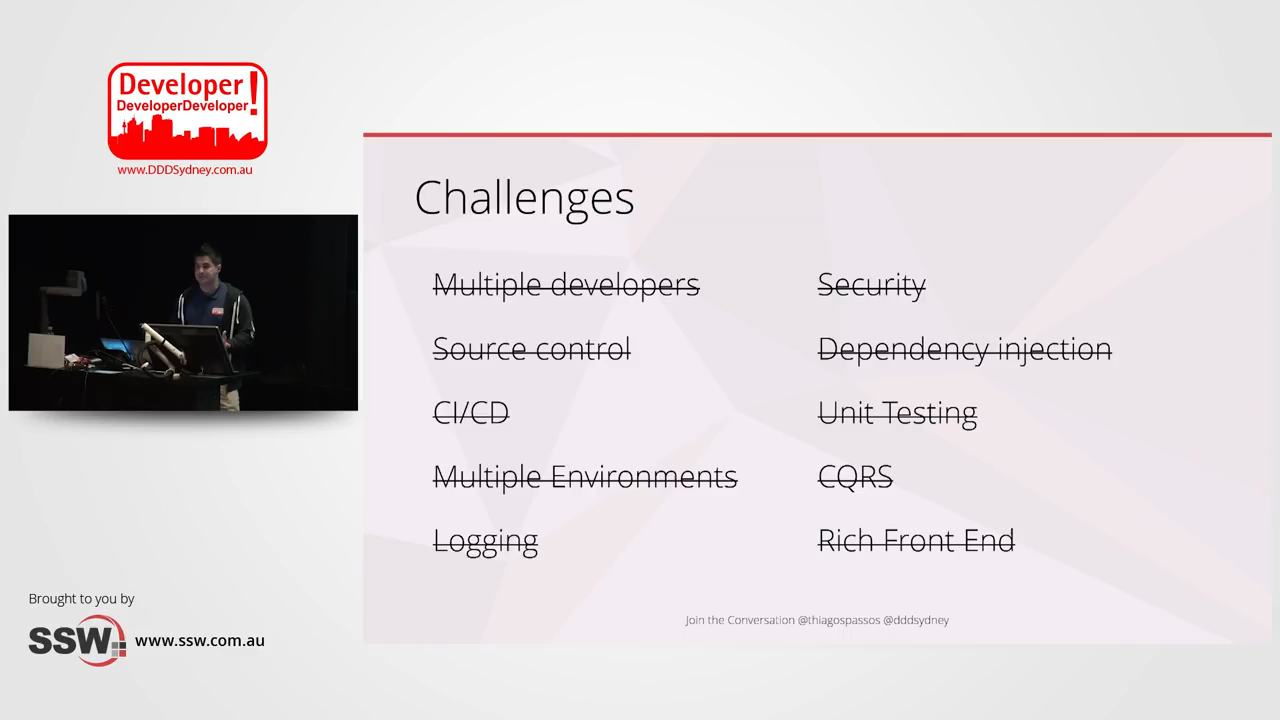 Developer!
DeveloperDeveloper
www.DDDSydney.com.au
Challenges
Multiple developers
Source control
CI/CD
Multiple Environments
Logging
Security
Dependency injection
Unit Testing
CQRS
Rich Front End
Join the Conversation @thiagospassos @dddsydney
Brought to you by
SSW
www.ssw.com.au